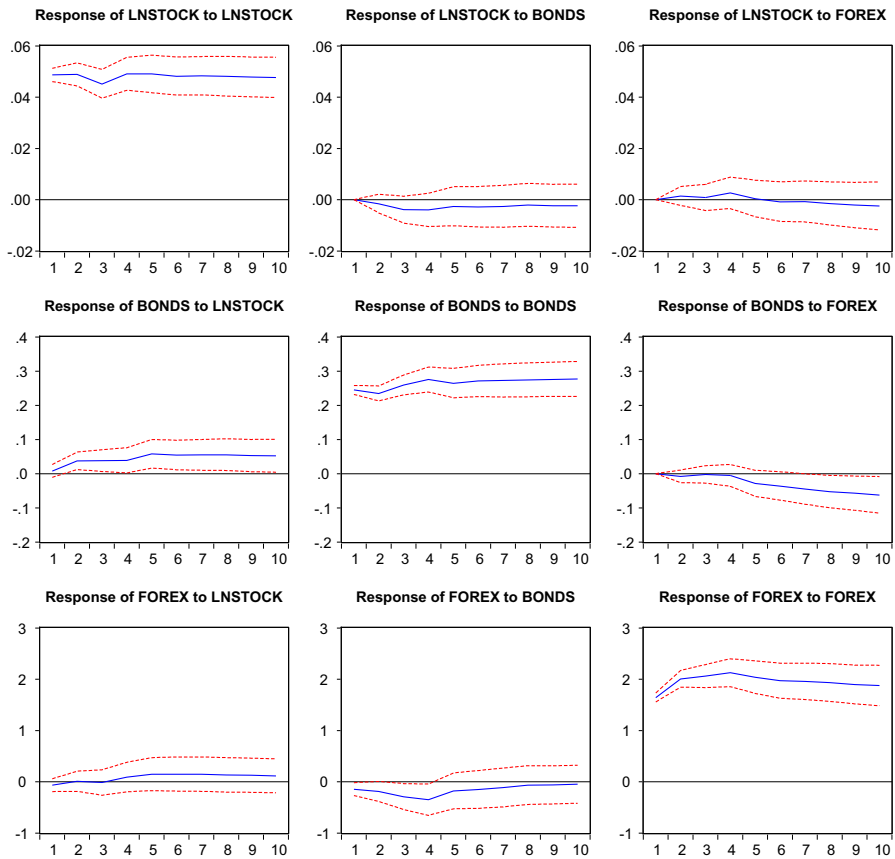 Response of LNSTOCK to LNSTOCK
.06
.04
.02
.00
-.02
1 2 3 4 5 6 7 8 9 10
Response of LNSTOCK to BONDS
.06
.04
.02
.00
-.02
1 2 3 4 5 6 7 8 9 10
Response of LNSTOCK to FOREX
.06
.04
.02
.00
-.02
1 2 3 4 5 6 7 8 9 10
Response of BONDS to LNSTOCK
.4
.3
.2
.1
.0
-.1
-.2
1 2 3 4 5 6 7 8 9 10
Response of BONDS to BONDS
.4
.3
.2
.1
.0
-.1
-.2
1 2 3 4 5 6 7 8 9 10
Response of BONDS to FOREX
.4
.3
.2
.1
.0
-.1
-.2
1 2 3 4 5 6 7 8 9 10
Response of FOREX to LNSTOCK
3
2
1
0
-1
1 2 3 4 5 6 7 8 9 10
Response of FOREX to BONDS
3
2
1
0
-1
1 2 3 4 5 6 7 8 9 10
Response of FOREX to FOREX
3
2
1
0
-1
1 2 3 4 5 6 7 8 9 10